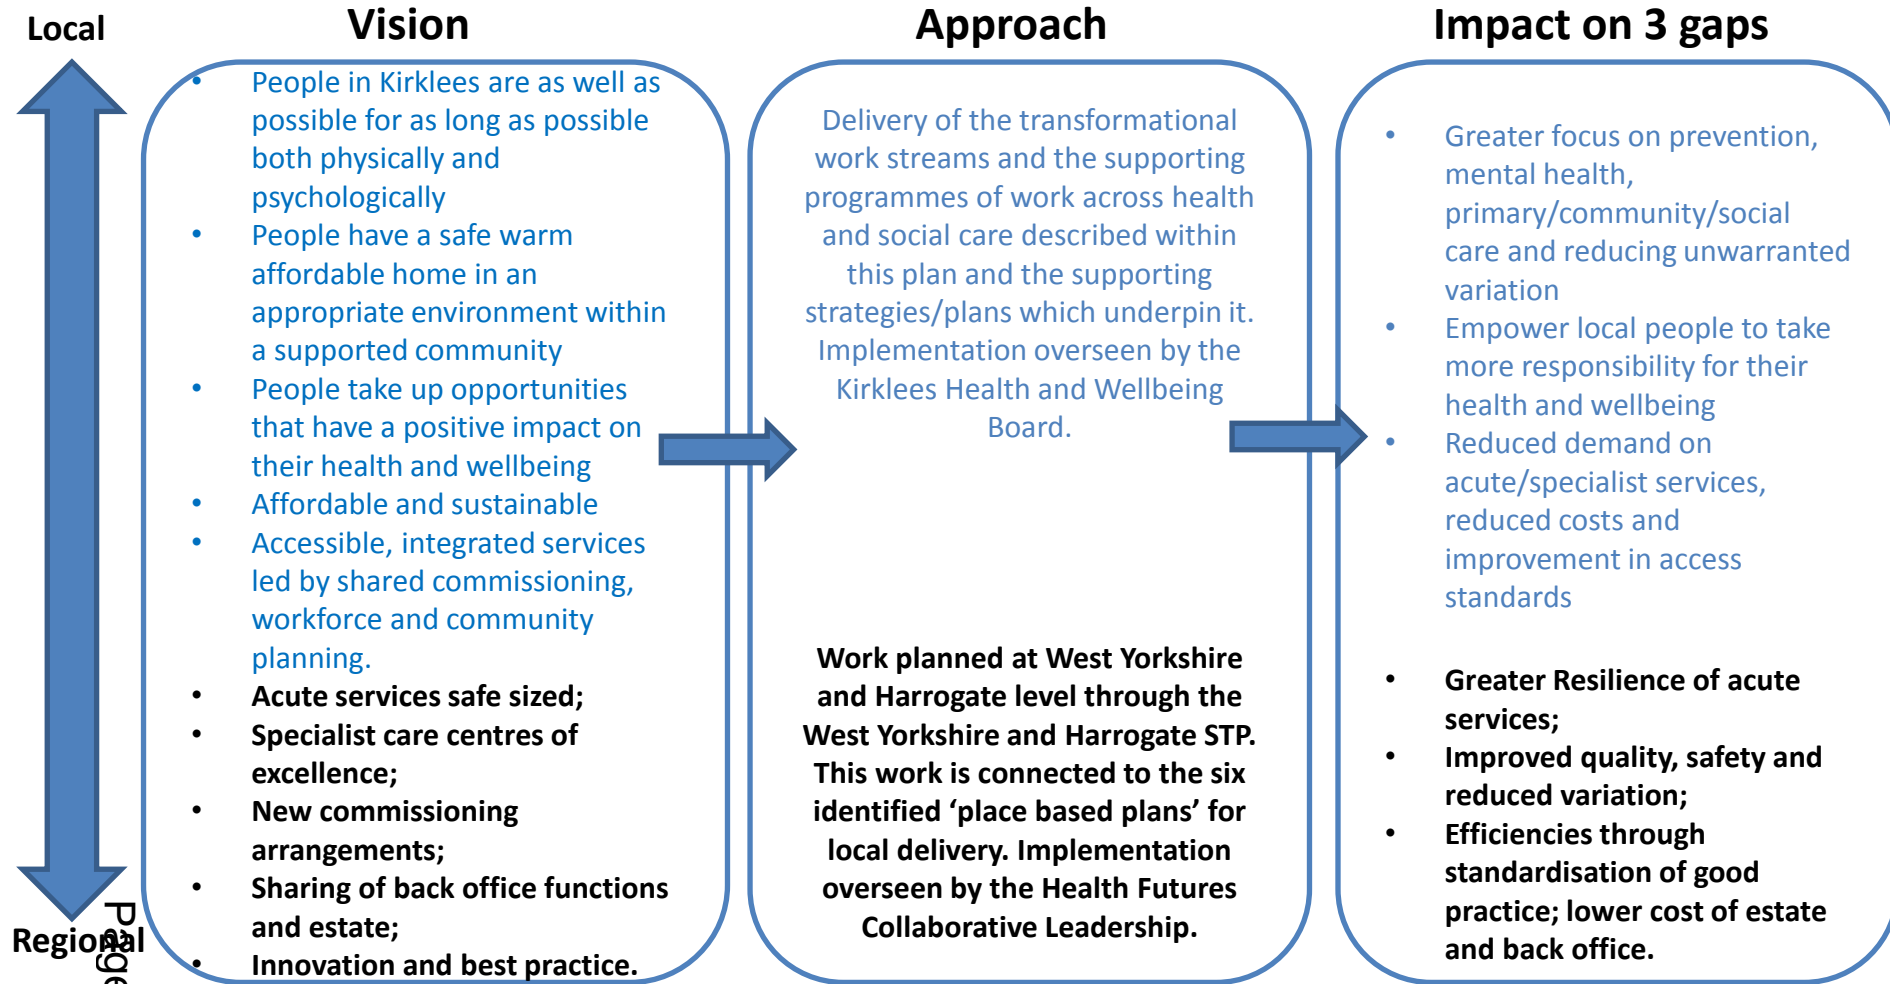 Local
Vision
Approach
Impact on 3 gaps
• People in Kirklees are as well as
possible for as long as possible
both physically and
psychologically
• People have a safe warm
affordable home in an
appropriate environment within
a supported community
• People take up opportunities
that have a positive impact on
their health and wellbeing
• Affordable and sustainable
• Accessible, integrated services
led by shared commissioning,
workforce and community
planning.
• Acute services safe sized;
• Specialist care centres of
excellence;
• New commissioning
arrangements;
• Sharing of back office functions
and estate;
• Innovation and best practice.
Delivery of the transformational
work streams and the supporting
programmes of work across health
and social care described within
this plan and the supporting
strategies/plans which underpin it.
Implementation overseen by the
Kirklees Health and Wellbeing
Board.
Work planned at West Yorkshire
and Harrogate level through the
West Yorkshire and Harrogate STP.
This work is connected to the six
identified ‘place based plans’ for
local delivery. Implementation
overseen by the Health Futures
Collaborative Leadership.
• Greater focus on prevention,
mental health,
primary/community/social
care and reducing unwarranted
variation
• Empower local people to take
more responsibility for their
health and wellbeing
• Reduced demand on
acute/specialist services,
reduced costs and
improvement in access
standards
• Greater Resilience of acute
services;
• Improved quality, safety and
reduced variation;
• Efficiencies through
standardisation of good
practice; lower cost of estate
and back office.
Regional
Page